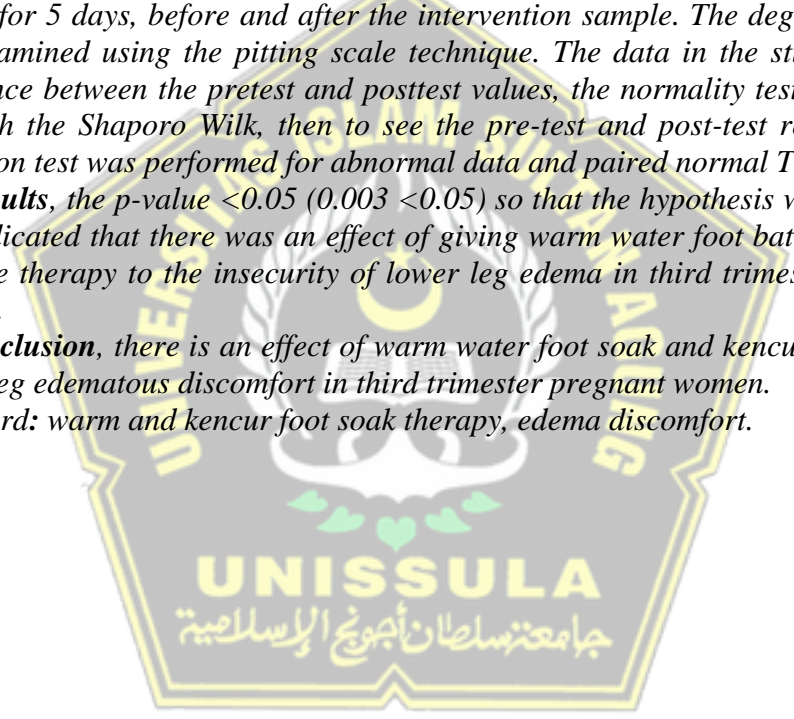 for 5 days, before and after the intervention sample. The deg
amined using the pitting scale technique. The data in the st
nce between the pretest and posttest values, the normality test
h the Shaporo Wilk, then to see the pre-test and post-test r
on test was performed for abnormal data and paired normal T
ults, the p-value <0.05 (0.003 <0.05) so that the hypothesis
licated that there was an effect of giving warm water foot bat
e therapy to the insecurity of lower leg edema in third trimes
.
clusion, there is an effect of warm water foot soak and kencu
eg edematous discomfort in third trimester pregnant women.
rd: warm and kencur foot soak therapy, edema discomfort.
UNIVERSITAS ISLAM SULTAN AGUNG
UNISSULA
جامعة سلطان أجونج الإسلامية